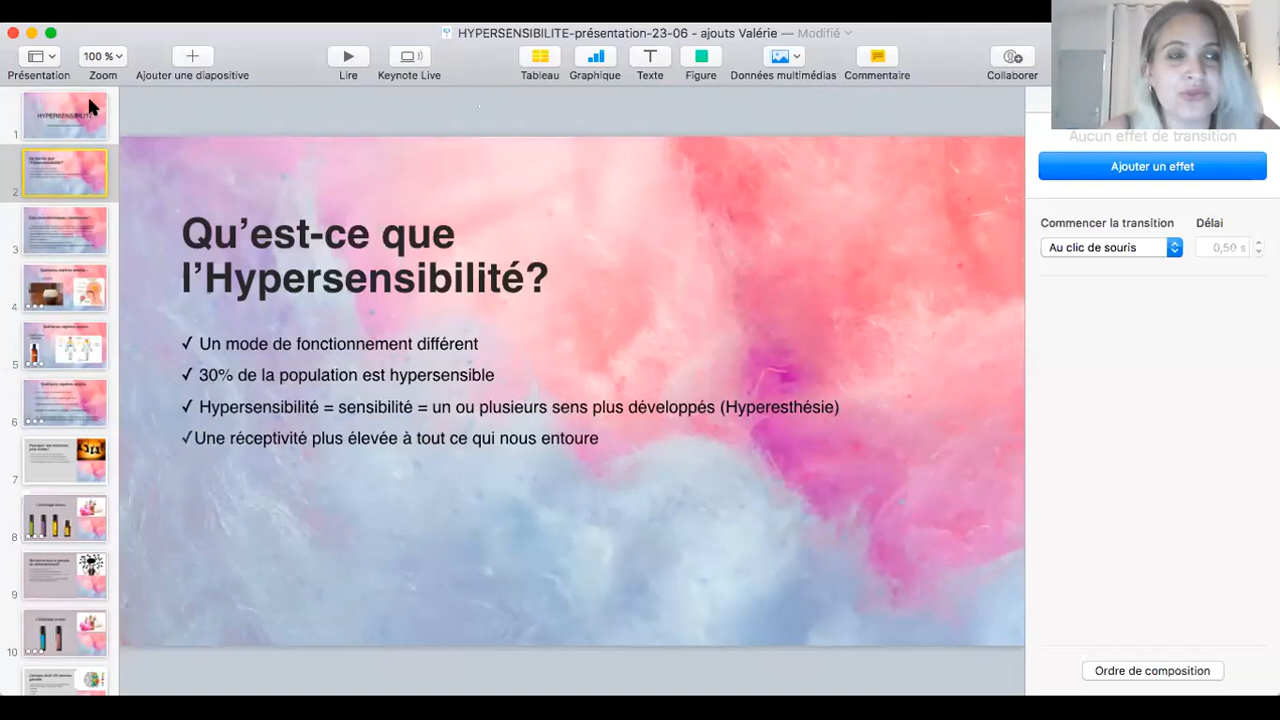 HYPERSENSIBILITE-présentation-23-06 - ajouts Valérie — Modifié
100 %
Présentation
Zoom
Ajouter une diapositive
Lire
Keynote Live
Tableau
Graphique
Texte
Figure
Données multimédias
Commentaire
Collaborer
HYPERSENSIBILITÉ
1
2
3
4
5
6
7
8
9
10
Qu’est-ce que
l’Hypersensibilité?
✓ Un mode de fonctionnement différent
✓ 30% de la population est hypersensible
✓ Hypersensibilité = sensibilité = un ou plusieurs sens plus développés (Hyperesthésie)
✓Une réceptivité plus élevée à tout ce qui nous entoure
Aucun effet de transition
Ajouter un effet
Commencer la transition
Délai
Au clic de souris
0,50 s
Ordre de composition